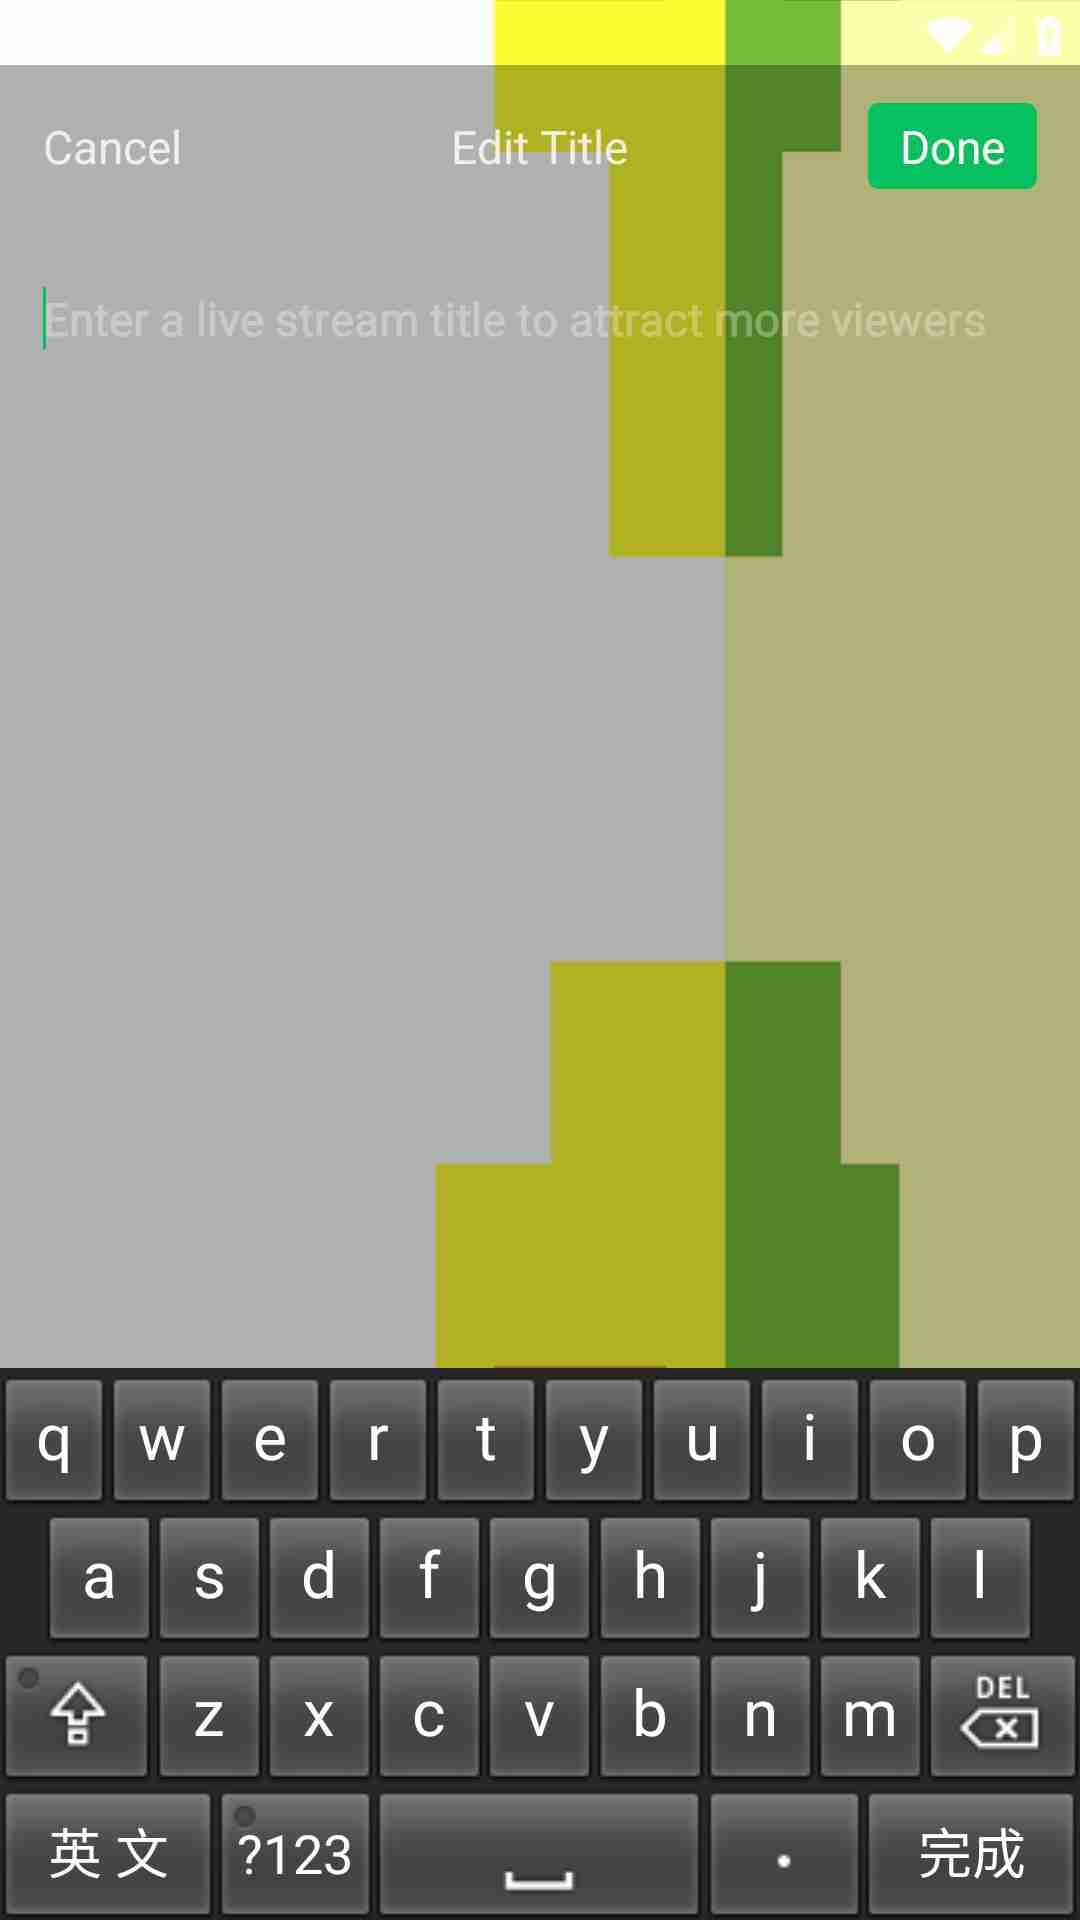 Cancel Edit Title Done
Enter a live stream title to attract more viewers
q w e r t y u i o p
a s d f g h j k l
z x c v b n m DEL
英文 ?123 . 完成